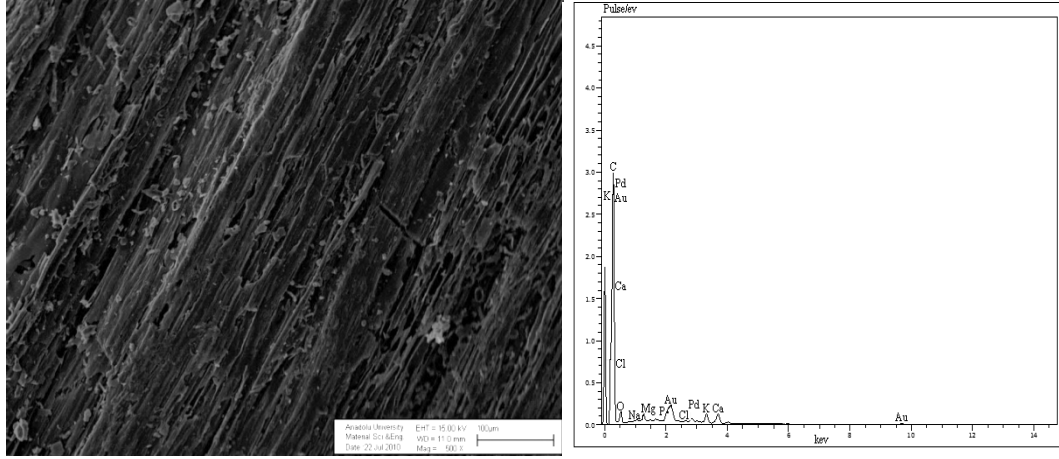 Anadolu University EHT = 15.00 kV 100µm
Material Sci &Eng. WD = 11.0 mm
Date :22 Jul 2010 Mag = 500 X
Pulse/ev
4.5
4.0
3.5
3.0
2.5
2.0
1.5
1.0
0.5
0.0
C
Pd
K Au
Ca
Cl
O
Na
Mg
P
Au
Cl
Pd
K Ca
Au
0 2 4 6 8 10 12 14
kev